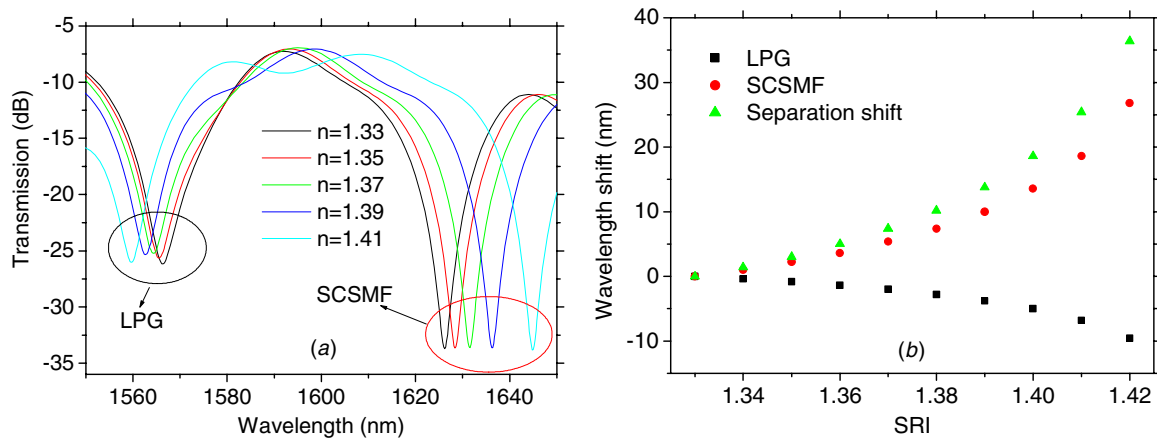 -5
-10
-15
-20
-25
-30
-35
Transmission (dB)
n=1.33
n=1.35
n=1.37
n=1.39
n=1.41
LPG
SCSMF
(a)
1560 1580 1600 1620 1640
Wavelength (nm)
40
30
20
10
0
-10
Wavelength shift (nm)
LPG
SCSMF
Separation shift
(b)
1.34 1.36 1.38 1.40 1.42
SRI